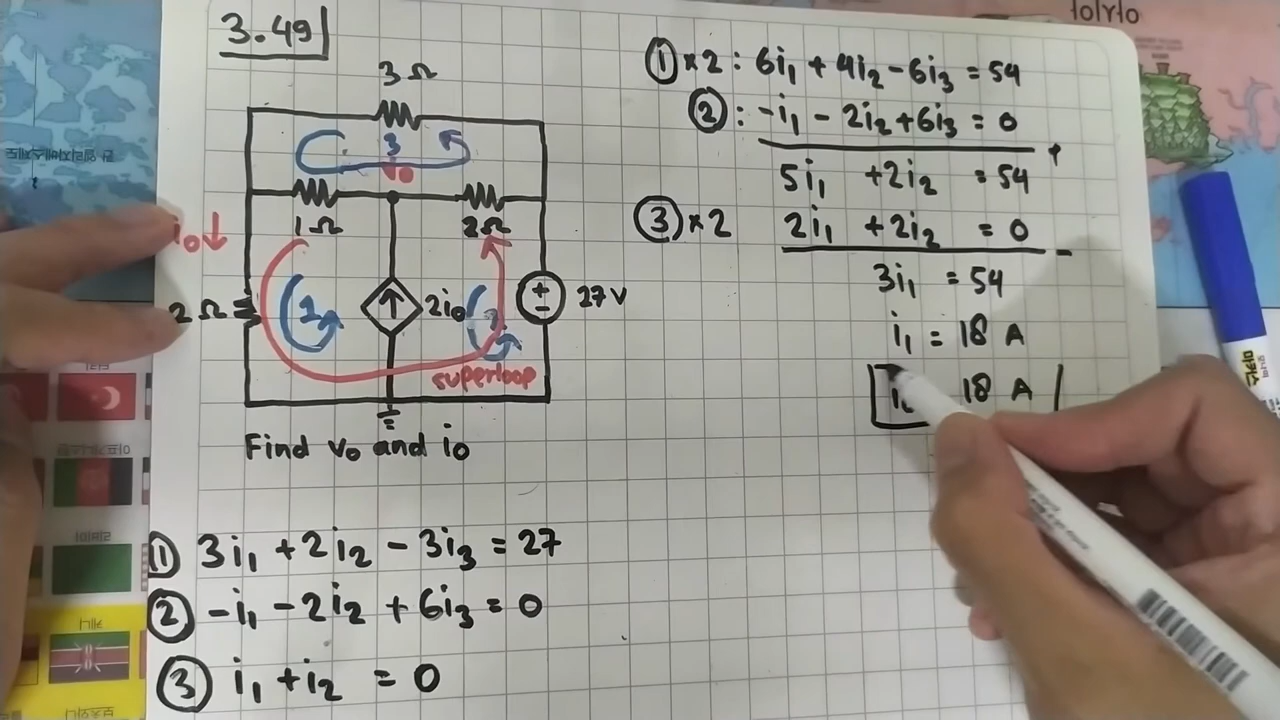 3.49
3 Ω
3
v₀
1 Ω
2 Ω
i₀ ↓
2 Ω
1
2i₀
+
-
27 V
superloop
Find v₀ and i₀
① 3i₁ + 2i₂ - 3i₃ = 27
② -i₁ - 2i₂ + 6i₃ = 0
③ i₁ + i₂ = 0
① × 2 : 6i₁ + 4i₂ - 6i₃ = 54
② : -i₁ - 2i₂ + 6i₃ = 0
+
5i₁ + 2i₂ = 54
③ × 2 2i₁ + 2i₂ = 0
-
3i₁ = 54
i₁ = 18 A
18 A